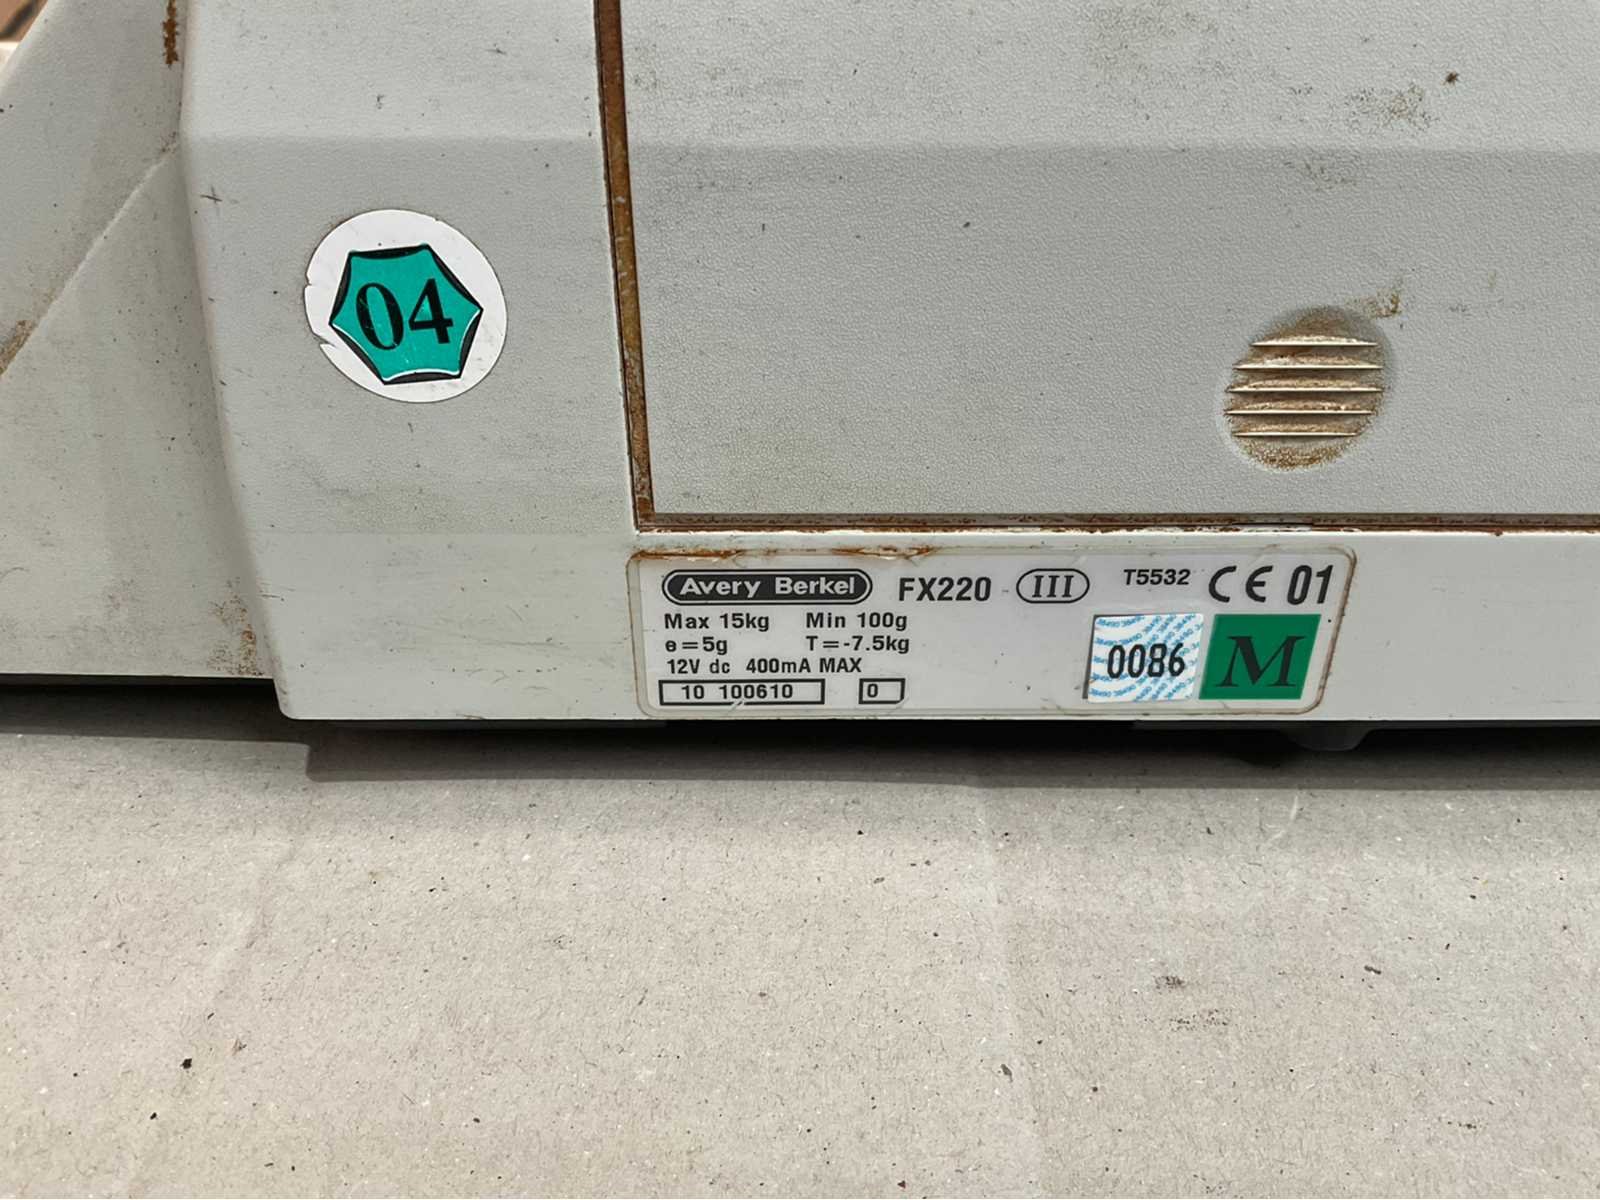 04
Avery Berkel FX220 III T5532 CE 01
Max 15kg Min 100g
e=5g T=-7.5kg
12V dc 400mA MAX
10 100610 0
0086 M